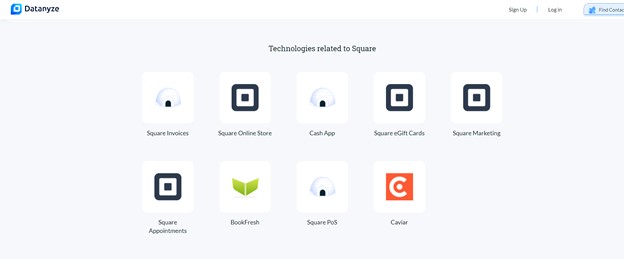 Datanyze
Sign Up
Log in
Find Contac
Technologies related to Square
Square Invoices
Square Online Store
Cash App
Square eGift Cards
Square Marketing
Square
Appointments
BookFresh
Square PoS
Caviar